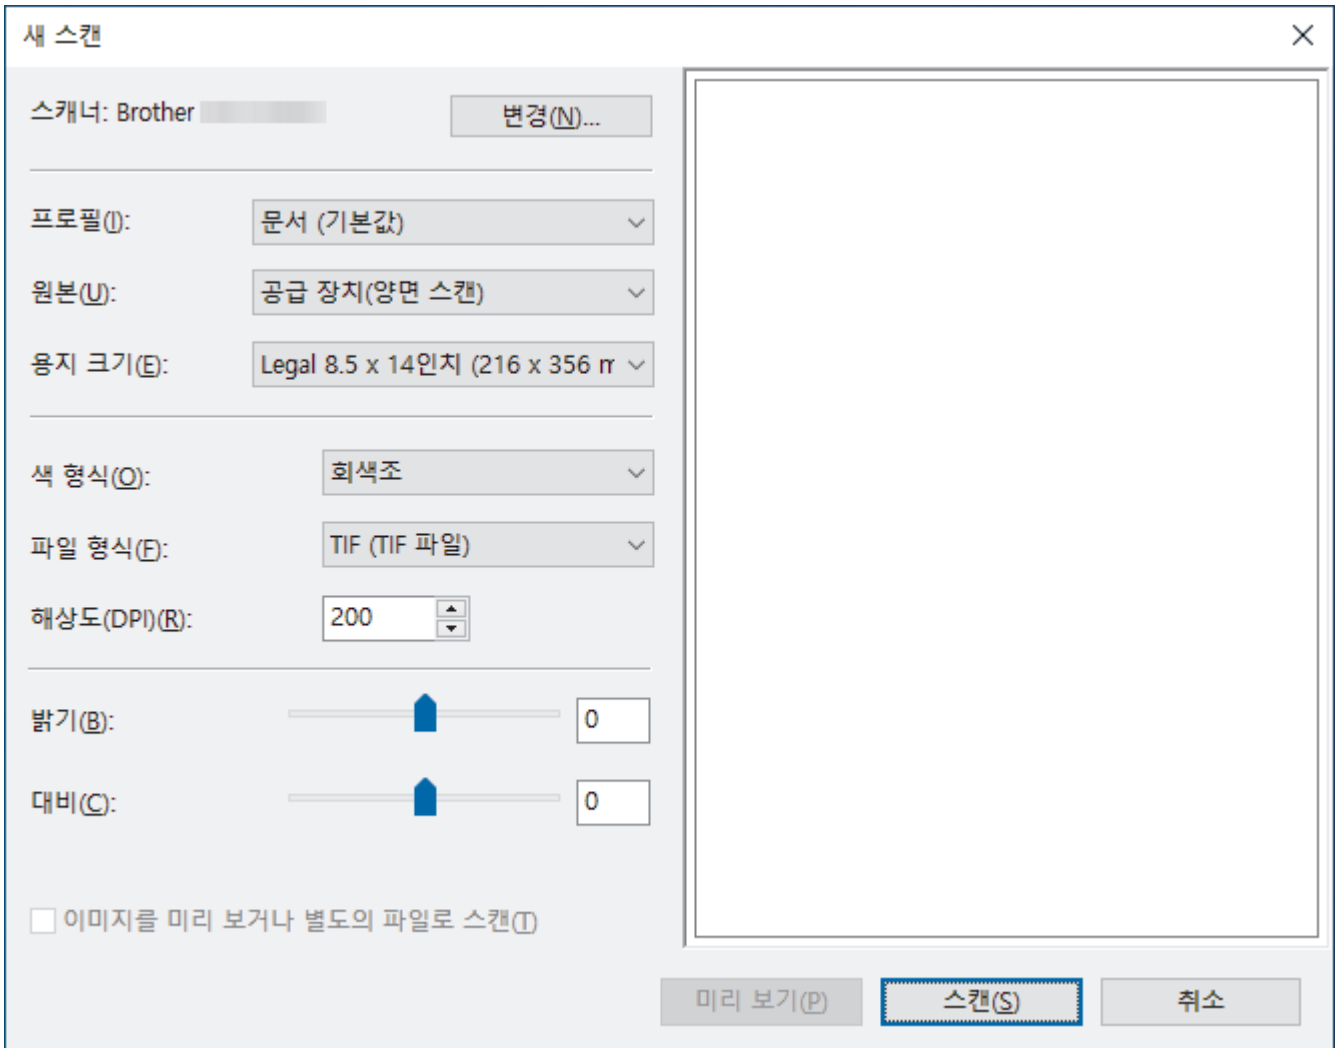 새 스캔
스캐너: Brother
변경(N)...
프로필(I):
문서 (기본값)
원본(U):
공급 장치(양면 스캔)
용지 크기(E):
Legal 8.5 x 14인치 (216 x 356 m
색 형식(O):
회색조
파일 형식(F):
TIF (TIF 파일)
해상도(DPI)(R):
200
밝기(B):
0
대비(C):
0
이미지를 미리 보거나 별도의 파일로 스캔(T)
미리 보기(P)
스캔(S)
취소